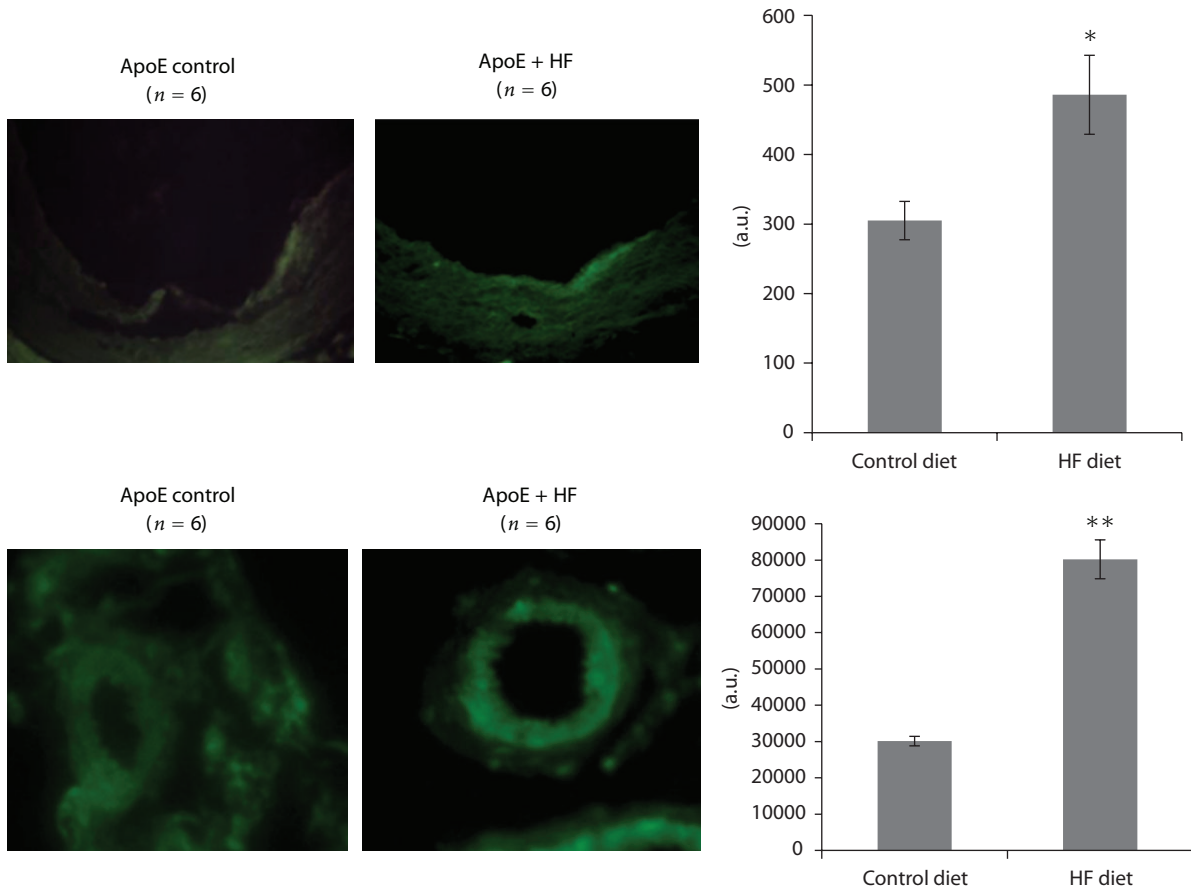 ApoE control
(n = 6)
ApoE + HF
(n = 6)
600
500
400
300
200
100
0
(a.u.)
*
Control diet
HF diet
ApoE control
(n = 6)
ApoE + HF
(n = 6)
90000
80000
70000
60000
50000
40000
30000
20000
10000
0
(a.u.)
**
Control diet
HF diet